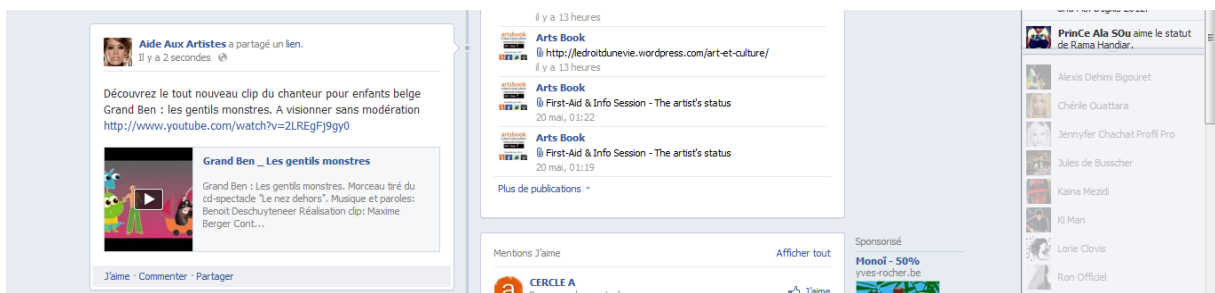 Aide Aux Artistes a partagé un lien.
Il y a 2 secondes
Découvrez le tout nouveau clip du chanteur pour enfants belge
Grand Ben : les gentils monstres. A visionner sans modération
http://www.youtube.com/watch?v=2LREgFj9gy0
Grand Ben _ Les gentils monstres
Grand Ben : Les gentils monstres. Morceau tiré du
cd-spectacle "Le nez dehors". Musique et paroles:
Benoit Deschuyteneer Réalisation clip: Maxime
Berger Cont...
J'aime · Commenter · Partager
il y a 13 heures
Arts Book
http://ledroitdunevie.wordpress.com/art-et-culture/
il y a 13 heures
Arts Book
First-Aid & Info Session - The artist's status
20 mai, 01:22
Arts Book
First-Aid & Info Session - The artist's status
20 mai, 01:19
Plus de publications
Mentions J'aime
Afficher tout
CERCLE A
J'aime
Sponsorisé
Monoï - 50%
yves-rocher.be
PrinCe Ala SOu aime le statut
de Rama Handiar.
Alexis Dehimi Bigouret
Chérile Ouattara
Jennyfer Chachat Profil Pro
Jules de Busscher
Kaina Mezidi
Ki Man
Lorie Clovis
Ron Officiel